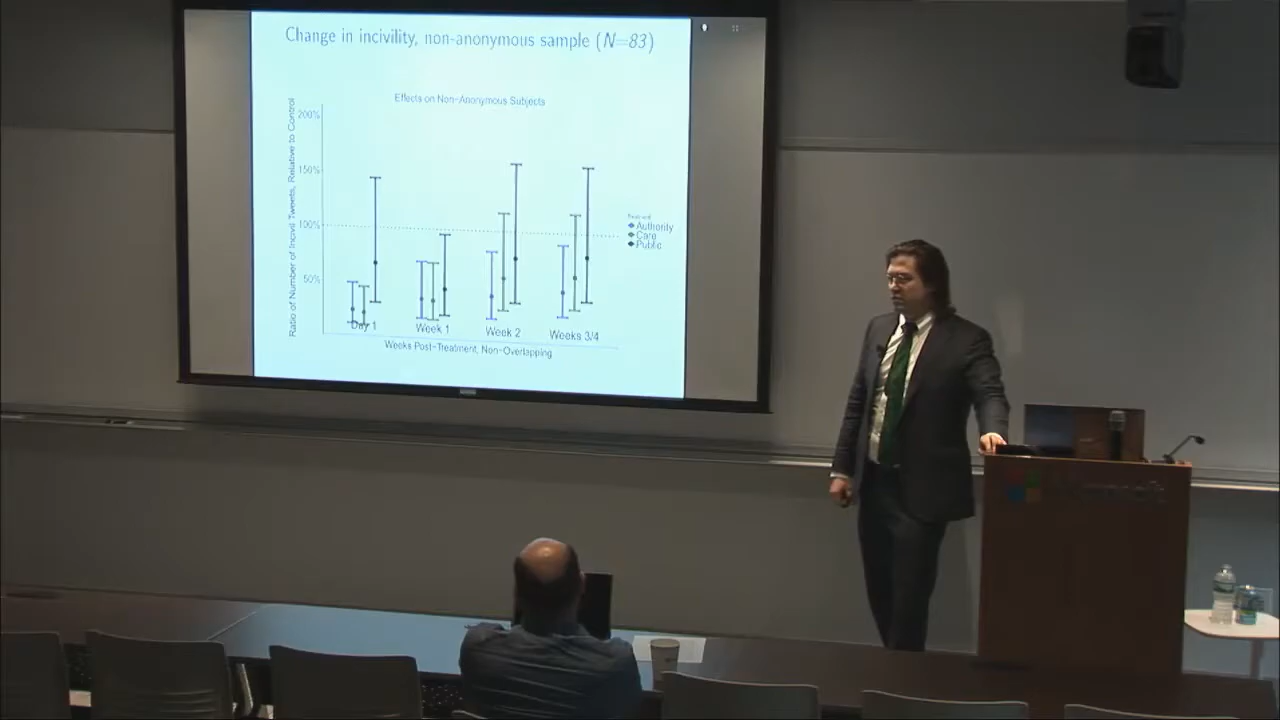 Change in incivility, non-anonymous sample (N=83)
Effects on Non-Anonymous Subjects
Ratio of Number of Incivil Tweets, Relative to Control
200%
150%
100%
50%
Authority
Care
Public
Day 1
Week 1
Week 2
Weeks 3/4
Weeks Post-Treatment, Non-Overlapping
Microsoft